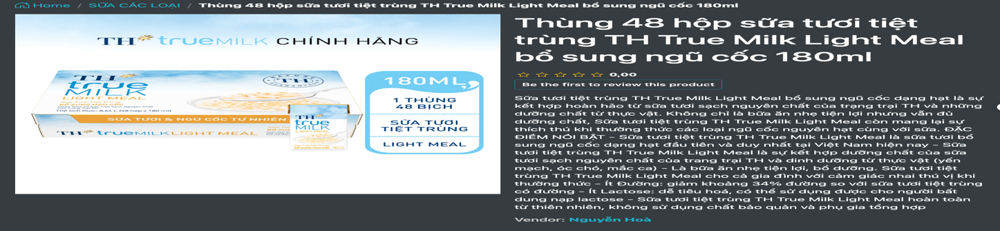 Home / SỮA CÁC LOẠI / Thùng 48 hộp sữa tươi tiệt trùng TH True Milk Light Meal bổ sung ngũ cốc 180ml
TH true MILK CHÍNH HÃNG
TH
true
MILK
LIGHT MEAL
BỔ SUNG NGŨ CỐC
Thể tích thực: 8,64 L (48 hộp x 180 ml)
TH
SỮA TƯƠI & NGŨ CỐC TỰ NHIÊN
TH true MILK LIGHT MEAL
TH
true
MILK
LIGHT MEAL
180ML
1 THÙNG
48 BỊCH
SỮA TƯƠI
TIỆT TRÙNG
LIGHT MEAL
Thùng 48 hộp sữa tươi tiệt
trùng TH True Milk Light Meal
bổ sung ngũ cốc 180ml
0,00
Be the first to review this product
Sữa tươi tiệt trùng TH True Milk Light Meal bổ sung ngũ cốc dạng hạt là sự
kết hợp hoàn hảo từ sữa tươi sạch nguyên chất của trang trại TH và những
dưỡng chất từ thực vật. Không chỉ là bữa ăn nhẹ tiện lợi nhưng vẫn đủ
dưỡng chất, Sữa tươi tiệt trùng TH True Milk Light Meal còn mang lại sự
thích thú khi thưởng thức các loại ngũ cốc nguyên hạt cùng với sữa. ĐẶC
ĐIỂM NỔI BẬT – Sữa tươi tiệt trùng TH True Milk Light Meal là sữa tươi bổ
sung ngũ cốc dạng hạt đầu tiên và duy nhất tại Việt Nam hiện nay – Sữa
tươi tiệt trùng TH True Milk Light Meal là sự kết hợp dưỡng chất của sữa
tươi sạch nguyên chất của trang trại TH và dinh dưỡng từ thực vật (yến
mạch, óc chó, mắc ca) – Là bữa ăn nhẹ tiện lợi, bổ dưỡng. Sữa tươi tiệt
trùng TH True Milk Light Meal cho cả gia đình với cảm giác nhai thú vị khi
thưởng thức – Ít Đường: giảm khoảng 34% đường so với sữa tươi tiệt trùng
có đường – Ít Lactose: dễ tiêu hoá, có thể sử dụng được cho người bất
dung nạp lactose – Sữa tươi tiệt trùng TH True Milk Light Meal hoàn toàn
từ thiên nhiên, không sử dụng chất bảo quản và phụ gia tổng hợp
Vendor: Nguyễn Hoà